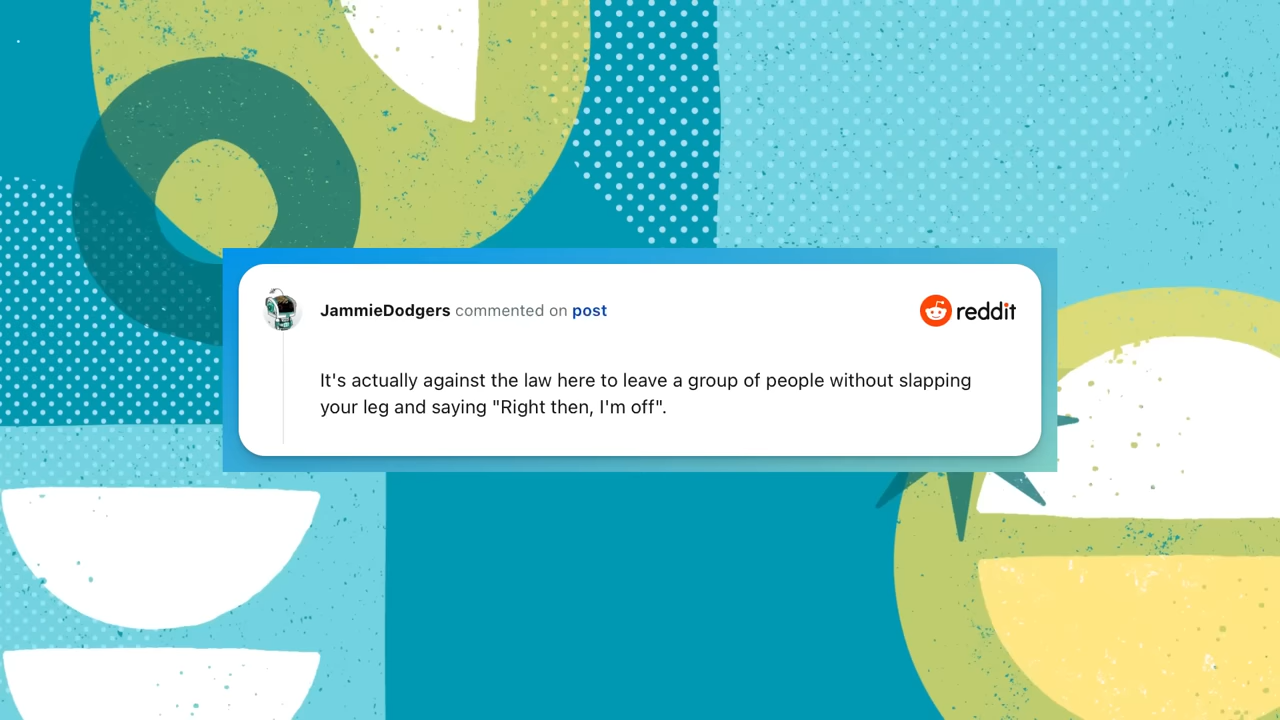 JammieDodgers commented on post
reddit
It's actually against the law here to leave a group of people without slapping
your leg and saying "Right then, I'm off".